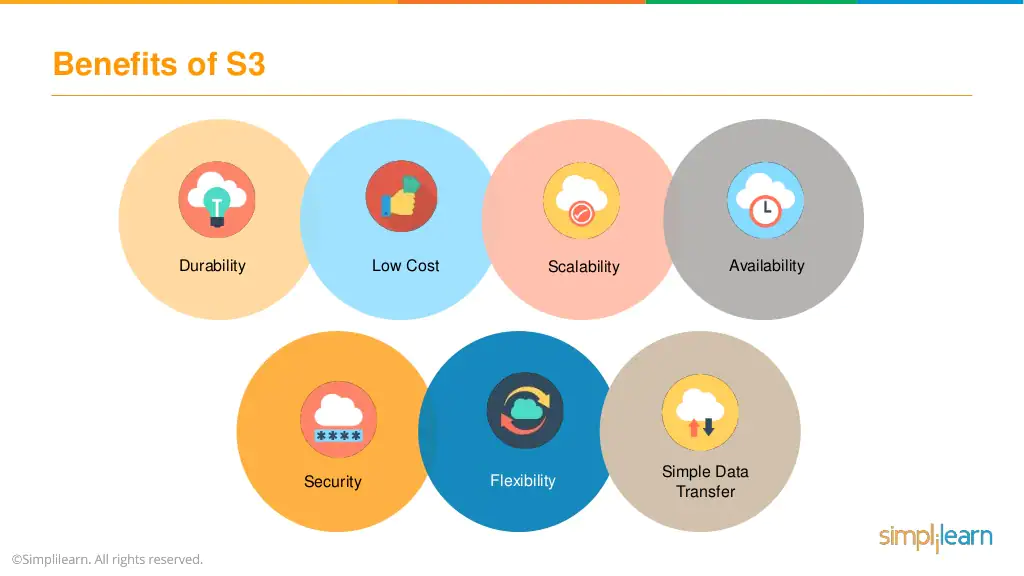 Benefits of S3
Durability
Low Cost
Scalability
Availability
Security
Flexibility
Simple Data
Transfer
simplilearn
©Simplilearn. All rights reserved.